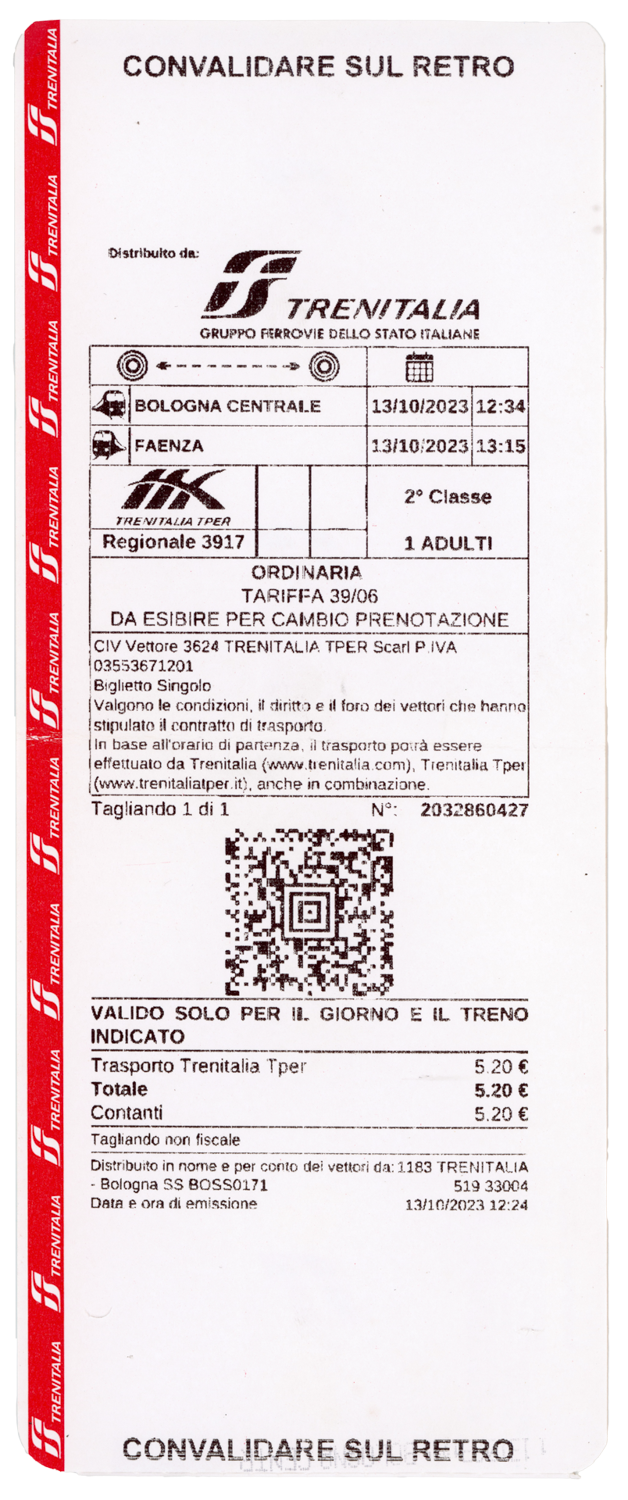 CONVALIDARE SUL RETRO
Distribuito da:
TRENITALIA
GRUPPO FERROVIE DELLO STATO ITALIANE
BOLOGNA CENTRALE 13/10/2023 12:34
FAENZA 13/10/2023 13:15
TRENITALIA TPER
2° Classe
Regionale 3917 1 ADULTI
ORDINARIA
TARIFFA 39/06
DA ESIBIRE PER CAMBIO PRENOTAZIONE
CIV Vettore 3624 TRENITALIA TPER Scarl P.IVA
03553671201
Biglietto Singolo
Valgono le condizioni, il diritto e il foro dei vettori che hanno
stipulato il contratto di trasporto.
In base all'orario di partenza, il trasporto potrà essere
effettuato da Trenitalia (www.trenitalia.com), Trenitalia Tper
(www.trenitaliatper.it), anche in combinazione.
Tagliando 1 di 1 N°: 2032860427
VALIDO SOLO PER IL GIORNO E IL TRENO
INDICATO
Trasporto Trenitalia Tper 5.20 €
Totale 5.20 €
Contanti 5.20 €
Tagliando non fiscale
Distribuito in nome e per conto dei vettori da: 1183 TRENITALIA
- Bologna SS BOSS0171 519 33004
Data e ora di emissione 13/10/2023 12:24
CONVALIDARE SUL RETRO
TRENITALIA
TRENITALIA
TRENITALIA
TRENITALIA
TRENITALIA
TRENITALIA
TRENITALIA
TRENITALIA
TRENITALIA
TRENITALIA